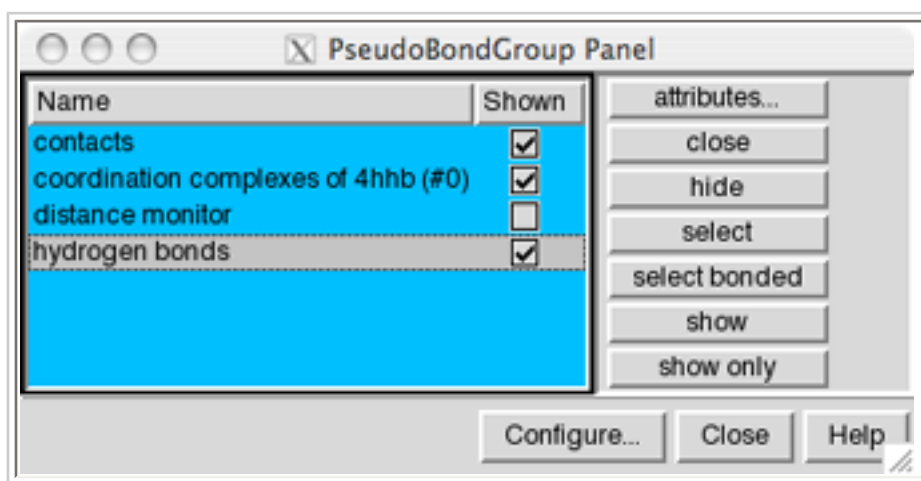 PseudoBondGroup Panel
Name Shown
contacts
coordination complexes of 4hhb (#0)
distance monitor
hydrogen bonds
attributes...
close
hide
select
select bonded
show
show only
Configure... Close Help